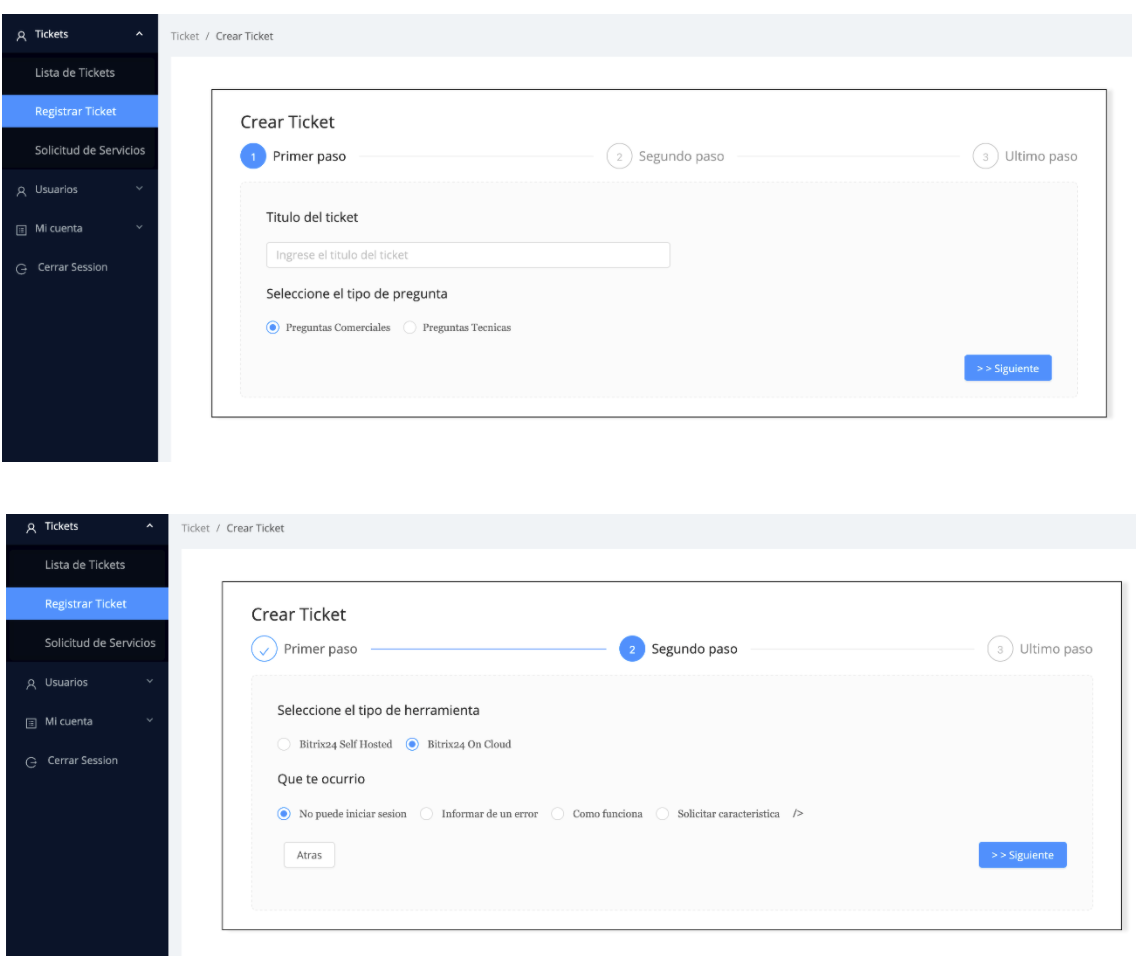 Tickets
Ticket / Crear Ticket
Lista de Tickets
Registrar Ticket
Solicitud de Servicios
Usuarios
Mi cuenta
Cerrar Session
Crear Ticket
1 Primer paso
2 Segundo paso
3 Ultimo paso
Titulo del ticket
Ingrese el titulo del ticket
Seleccione el tipo de pregunta
Preguntas Comerciales Preguntas Tecnicas
> > Siguiente
Tickets
Ticket / Crear Ticket
Lista de Tickets
Registrar Ticket
Solicitud de Servicios
Usuarios
Mi cuenta
Cerrar Session
Crear Ticket
Primer paso
2 Segundo paso
3 Ultimo paso
Seleccione el tipo de herramienta
Bitrix24 Self Hosted Bitrix24 On Cloud
Que te ocurrio
No puede iniciar sesion Informar de un error Como funciona Solicitar caracteristica />
Atras
> > Siguiente